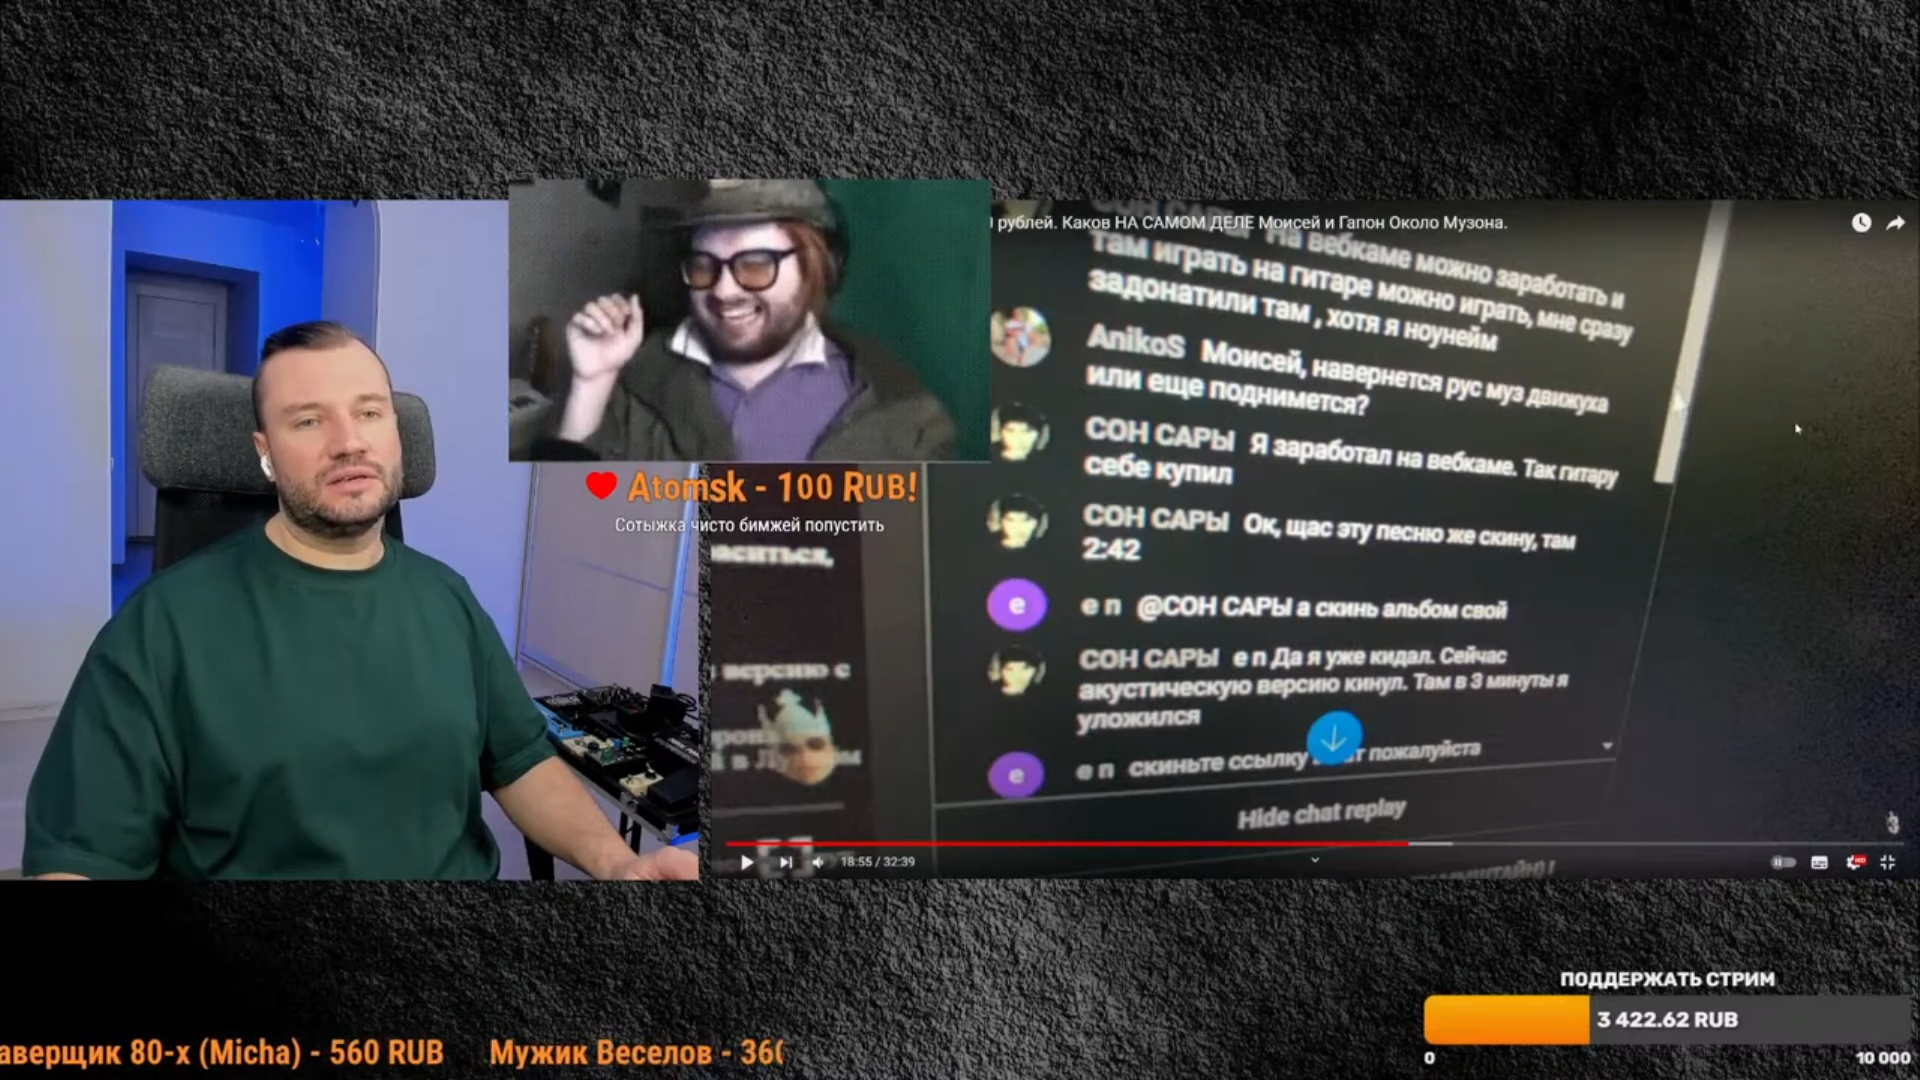 рублей. Каков НА САМОМ ДЕЛЕ Моисей и Гапон Около Музона.
На вебкаме можно заработать и
там играть на гитаре можно играть, мне сразу
задонатили там , хотя я ноунейм
AnikoS Моисей, навернется рус муз движуха
или еще поднимется?
СОН САРЫ Я заработал на вебкаме. Так гитару
себе купил
Atomsk - 100 RUB!
Сотыжка чисто бимжей попустить
СОН САРЫ Ок, щас эту песню же скину, там
2:42
e
e n @СОН САРЫ а скинь альбом свой
версию с
СОН САРЫ e n Да я уже кидал. Сейчас
акустическую версию кинул. Там в 3 минуты я
уложился
e
e n скиньте ссылку пожалуйста
Hide chat replay
18:55 / 32:39
HD
ПОДДЕРЖАТЬ СТРИМ
3 422.62 RUB
0
10 000
аверщик 80-х (Micha) - 560 RUB
Мужик Веселов - 360